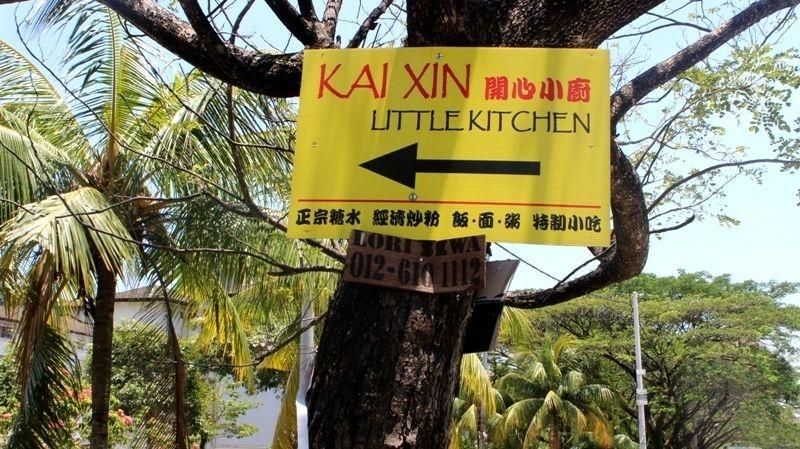 KAI XIN 開心小廚
LITTLE KITCHEN
正宗糖水 經濟炒粉 飯·面·粥 特制小吃
LORI SEWA
012-610 1112